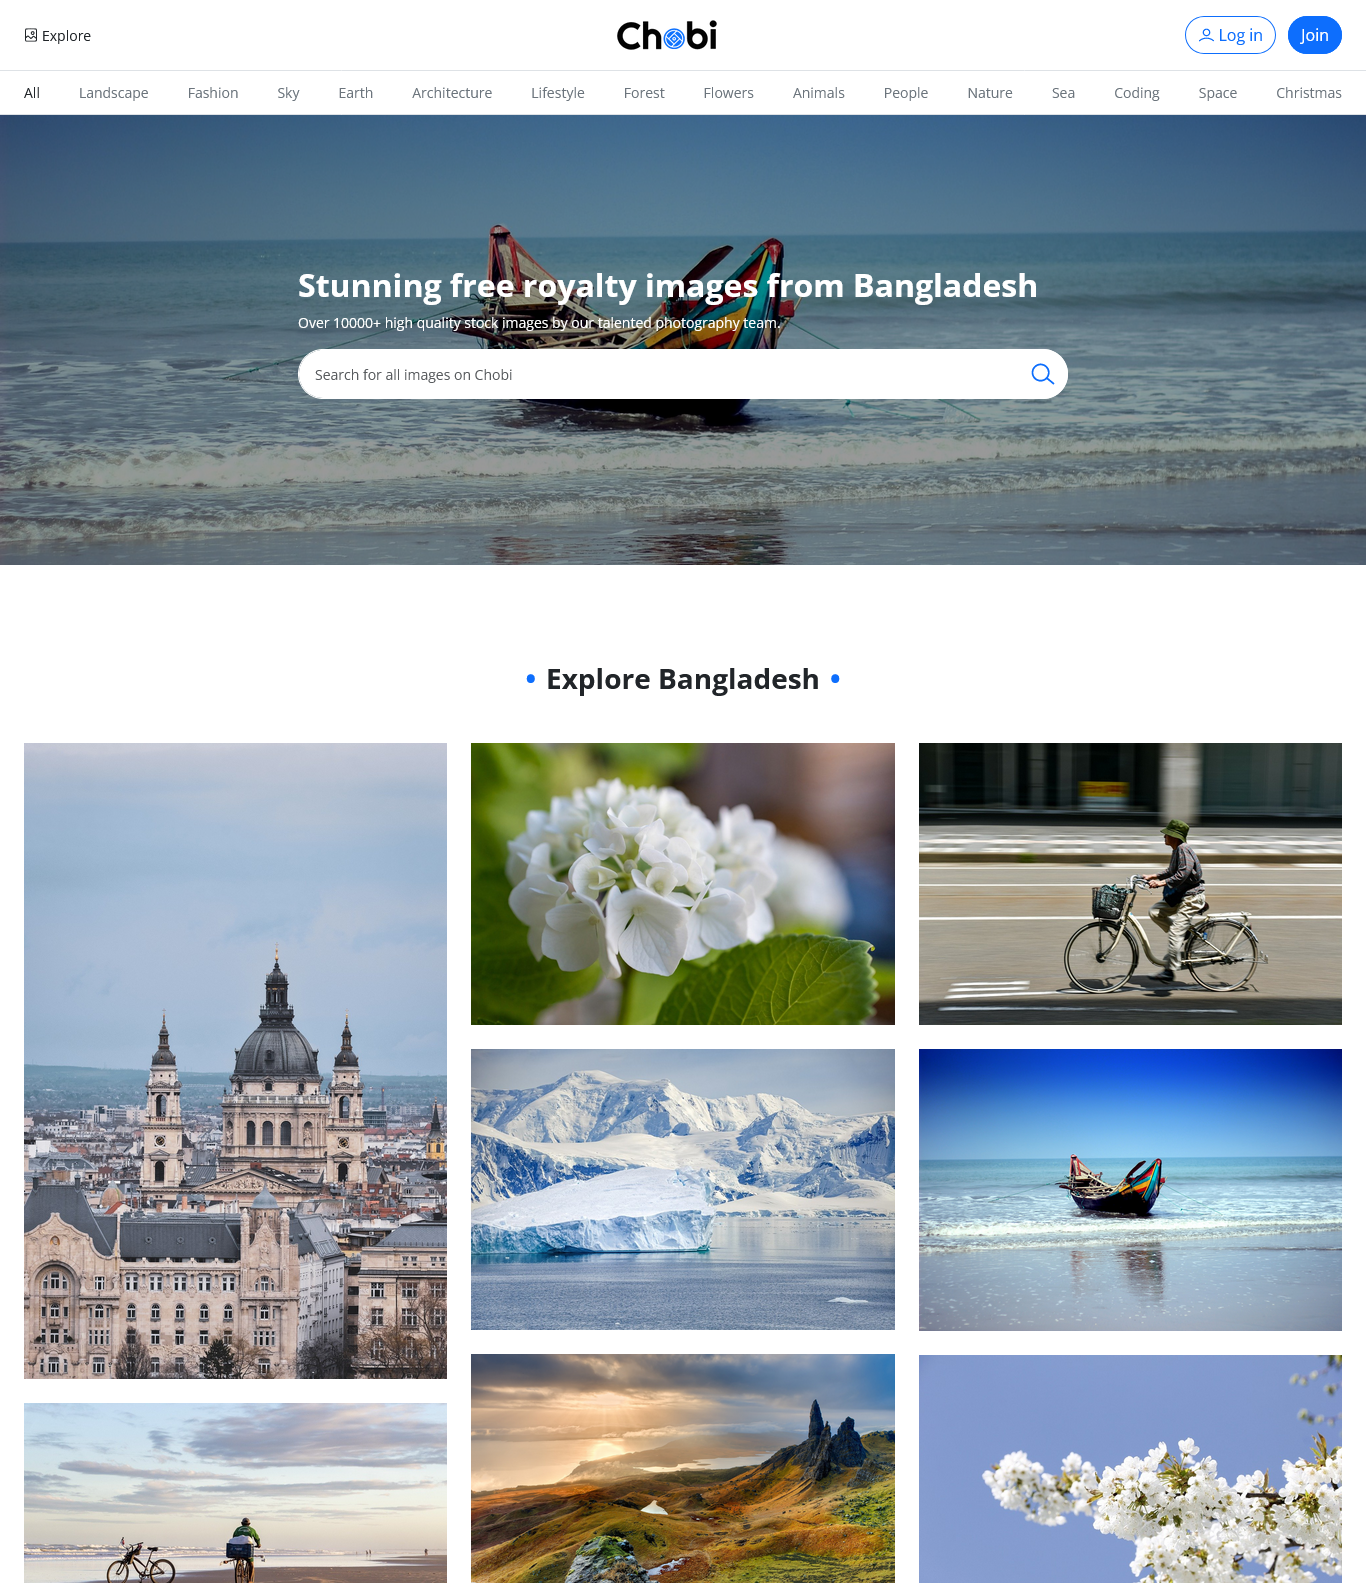 Explore
Chobi
Log in
Join
All Landscape Fashion Sky Earth Architecture Lifestyle Forest Flowers Animals People Nature Sea Coding Space Christmas
Stunning free royalty images from Bangladesh
Over 10000+ high quality stock images by our talented photography team.
Search for all images on Chobi
• Explore Bangladesh •